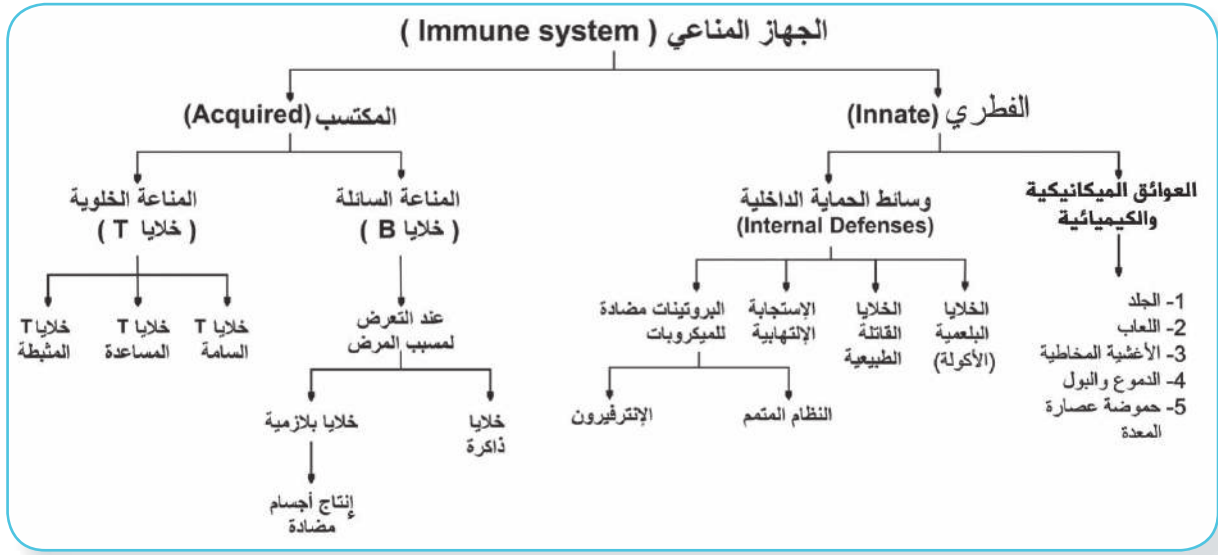 الجهاز المناعي ( Immune system )
الفطري (Innate)
المكتسب (Acquired)
العوائق الميكانيكية
والكيميائية
1- الجلد
2- اللعاب
3- الأغشية المخاطية
4- الدموع والبول
5- حموضة عصارة
المعدة
وسائط الحماية الداخلية
(Internal Defenses)
الخلايا
البلعمية
(الأكولة)
الخلايا
القاتلة
الطبيعية
الإستجابة
الإلتهابية
البروتينات مضادة
للميكروبات
النظام المتمم
الإنترفيرون
المناعة السائلة
( خلايا B )
عند التعرض
لمسبب المرض
خلايا
ذاكرة
خلايا بلازمية
إنتاج أجسام
مضادة
المناعة الخلوية
( خلايا T )
خلايا T
السامة
خلايا T
المساعدة
خلايا T
المثبطة